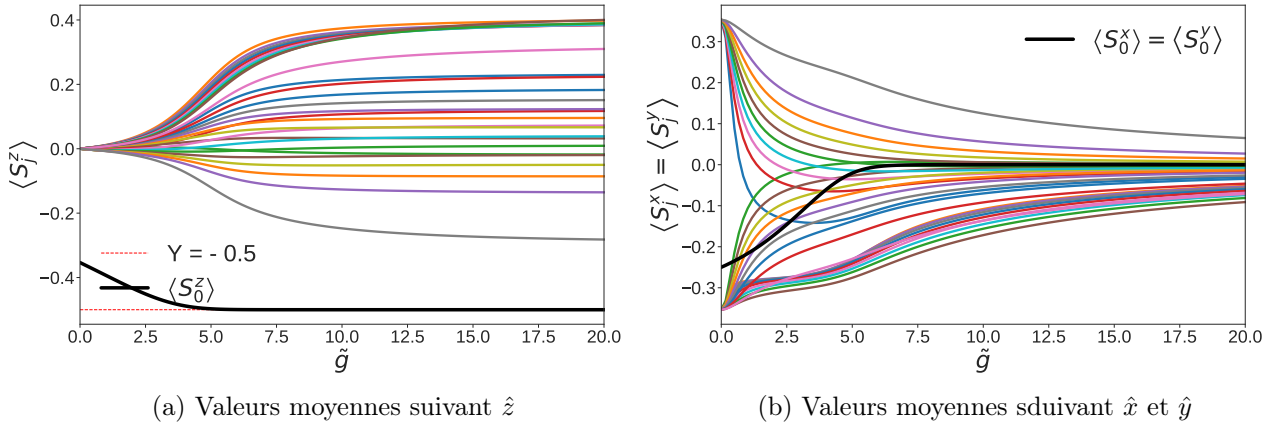 0.4
0.2
0.0
−0.2
−0.4
⟨S_j^z⟩
Y = - 0.5
⟨S_0^z⟩
0.0 2.5 5.0 7.5 10.0 12.5 15.0 17.5 20.0
g̃
(a) Valeurs moyennes suivant ẑ
0.3
0.2
0.1
0.0
−0.1
−0.2
−0.3
⟨S_j^x⟩ = ⟨S_j^y⟩
⟨S_0^x⟩ = ⟨S_0^y⟩
0.0 2.5 5.0 7.5 10.0 12.5 15.0 17.5 20.0
g̃
(b) Valeurs moyennes sduivant x̂ et ŷ